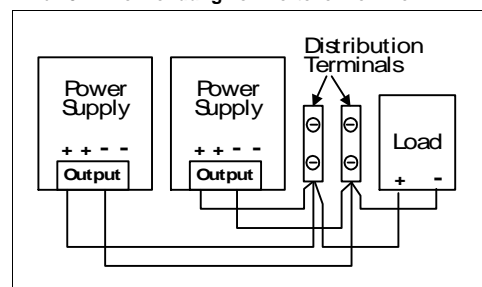 Distribution
Terminals
Power
Supply
+ + - -
Output
Power
Supply
+ + - -
Output
Load
+ -